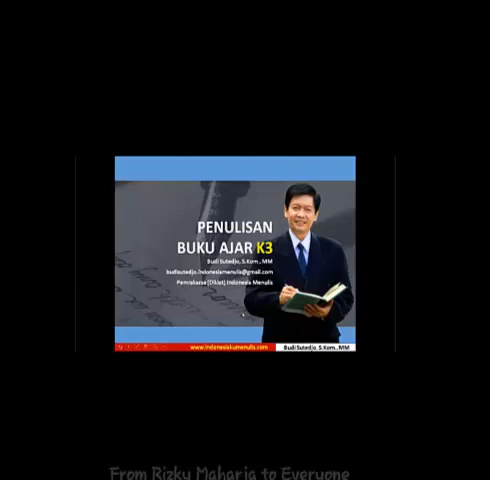 PENULISAN
BUKU AJAR K3
Budi Sutedjo, S.Kom., MM
budisutedjo.indonesiamenulis@gmail.com
Pemrakarsa (Diklat) Indonesia Menulis
www.indonesiakumenulis.com
Budi Sutedjo, S.Kom., MM
From Rizky Maharja to Everyone